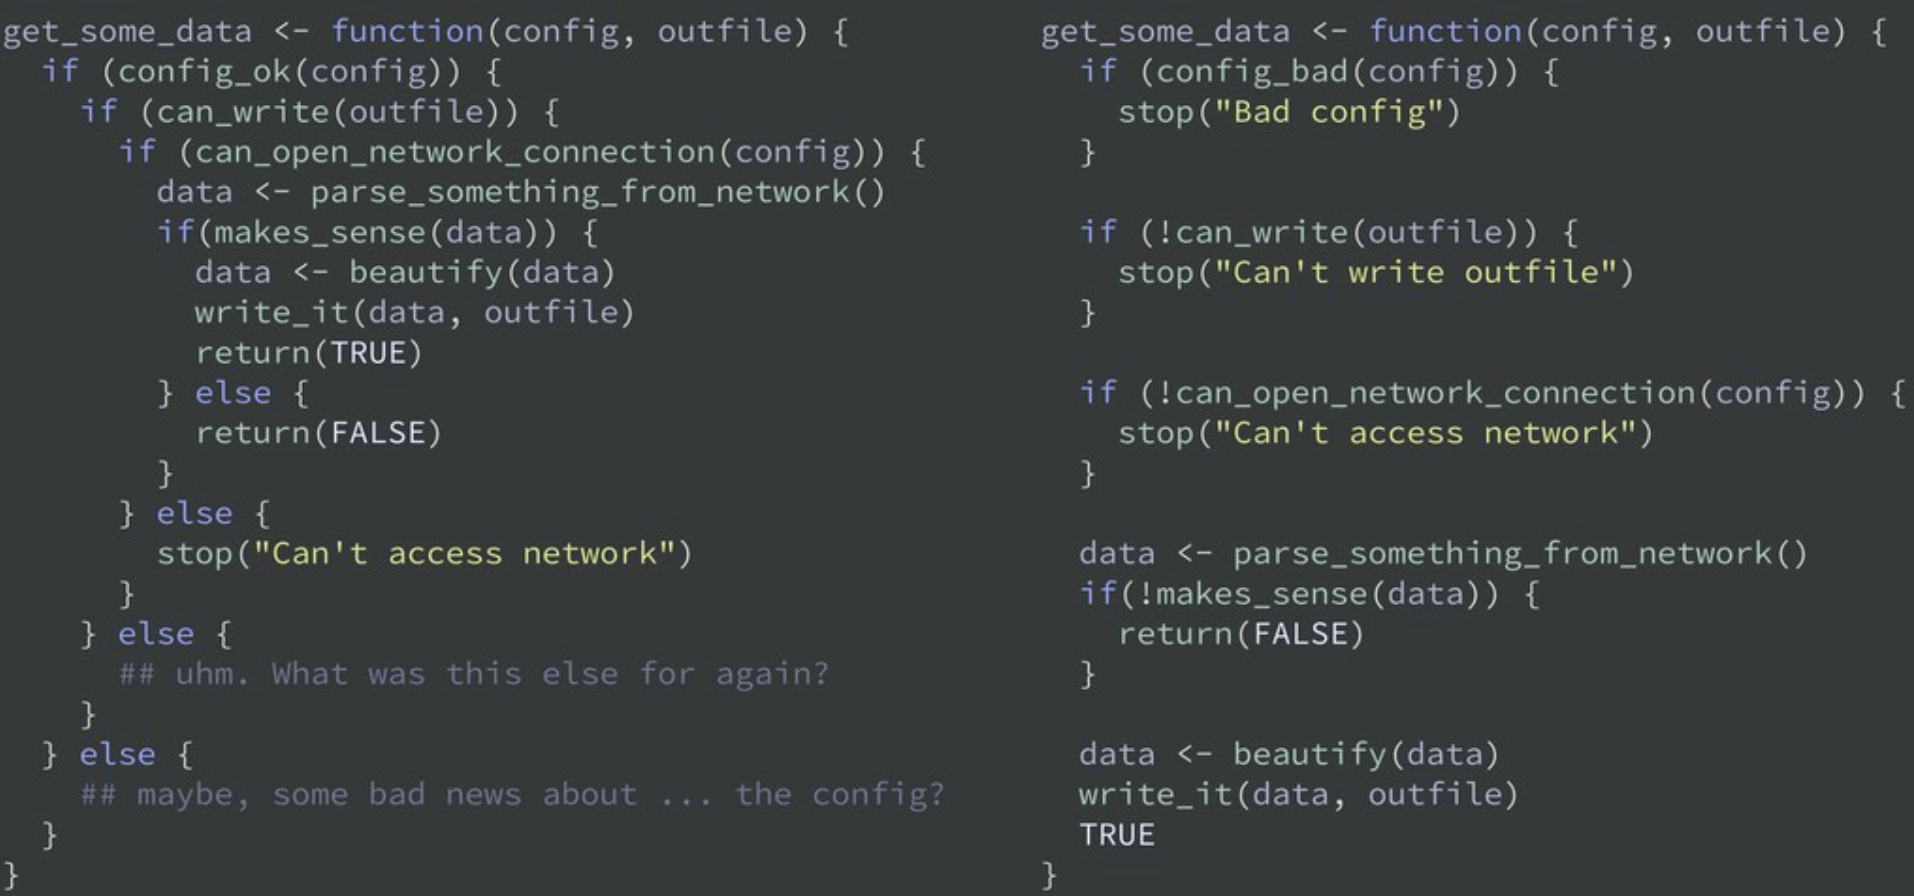 get_some_data <- function(config, outfile) {
  if (config_ok(config)) {
    if (can_write(outfile)) {
      if (can_open_network_connection(config)) {
        data <- parse_something_from_network()
        if(makes_sense(data)) {
          data <- beautify(data)
          write_it(data, outfile)
          return(TRUE)
        } else {
          return(FALSE)
        }
      } else {
        stop("Can't access network")
      }
    } else {
      ## uhm. What was this else for again?
    }
  } else {
    ## maybe, some bad news about ... the config?
  }
}
get_some_data <- function(config, outfile) {
  if (config_bad(config)) {
    stop("Bad config")
  }
  if (!can_write(outfile)) {
    stop("Can't write outfile")
  }
  if (!can_open_network_connection(config)) {
    stop("Can't access network")
  }
  data <- parse_something_from_network()
  if(!makes_sense(data)) {
    return(FALSE)
  }
  data <- beautify(data)
  write_it(data, outfile)
  TRUE
}